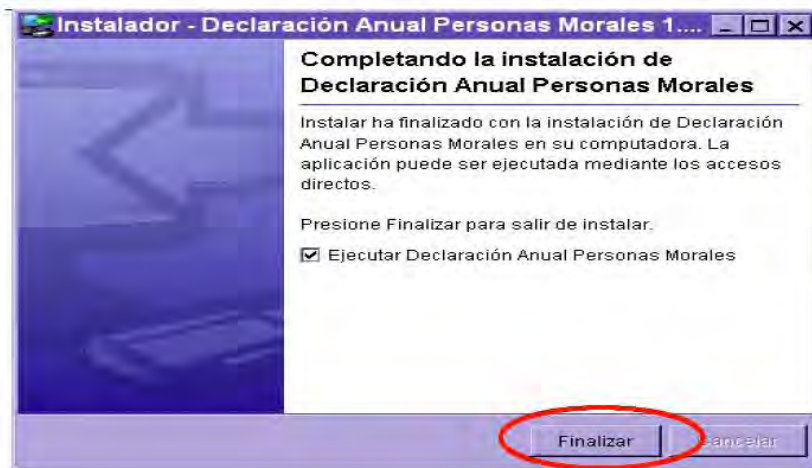 Instalador - Declaración Anual Personas Morales 1....
Completando la instalación de
Declaración Anual Personas Morales
Instalar ha finalizado con la instalación de Declaración
Anual Personas Morales en su computadora. La
aplicación puede ser ejecutada mediante los accesos
directos.
Presione Finalizar para salir de instalar.
Ejecutar Declaración Anual Personas Morales
Finalizar
Cancelar